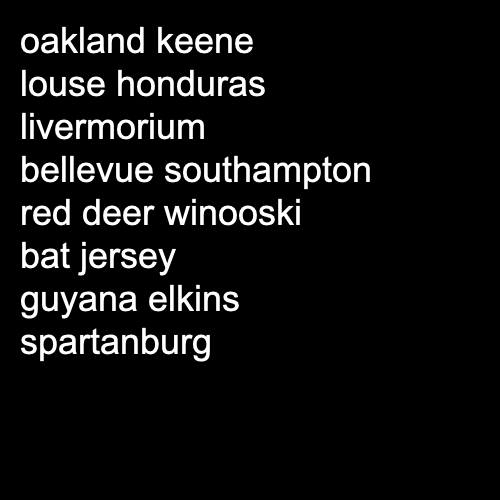 oakland keene
louse honduras
livermorium
bellevue southampton
red deer winooski
bat jersey
guyana elkins
spartanburg